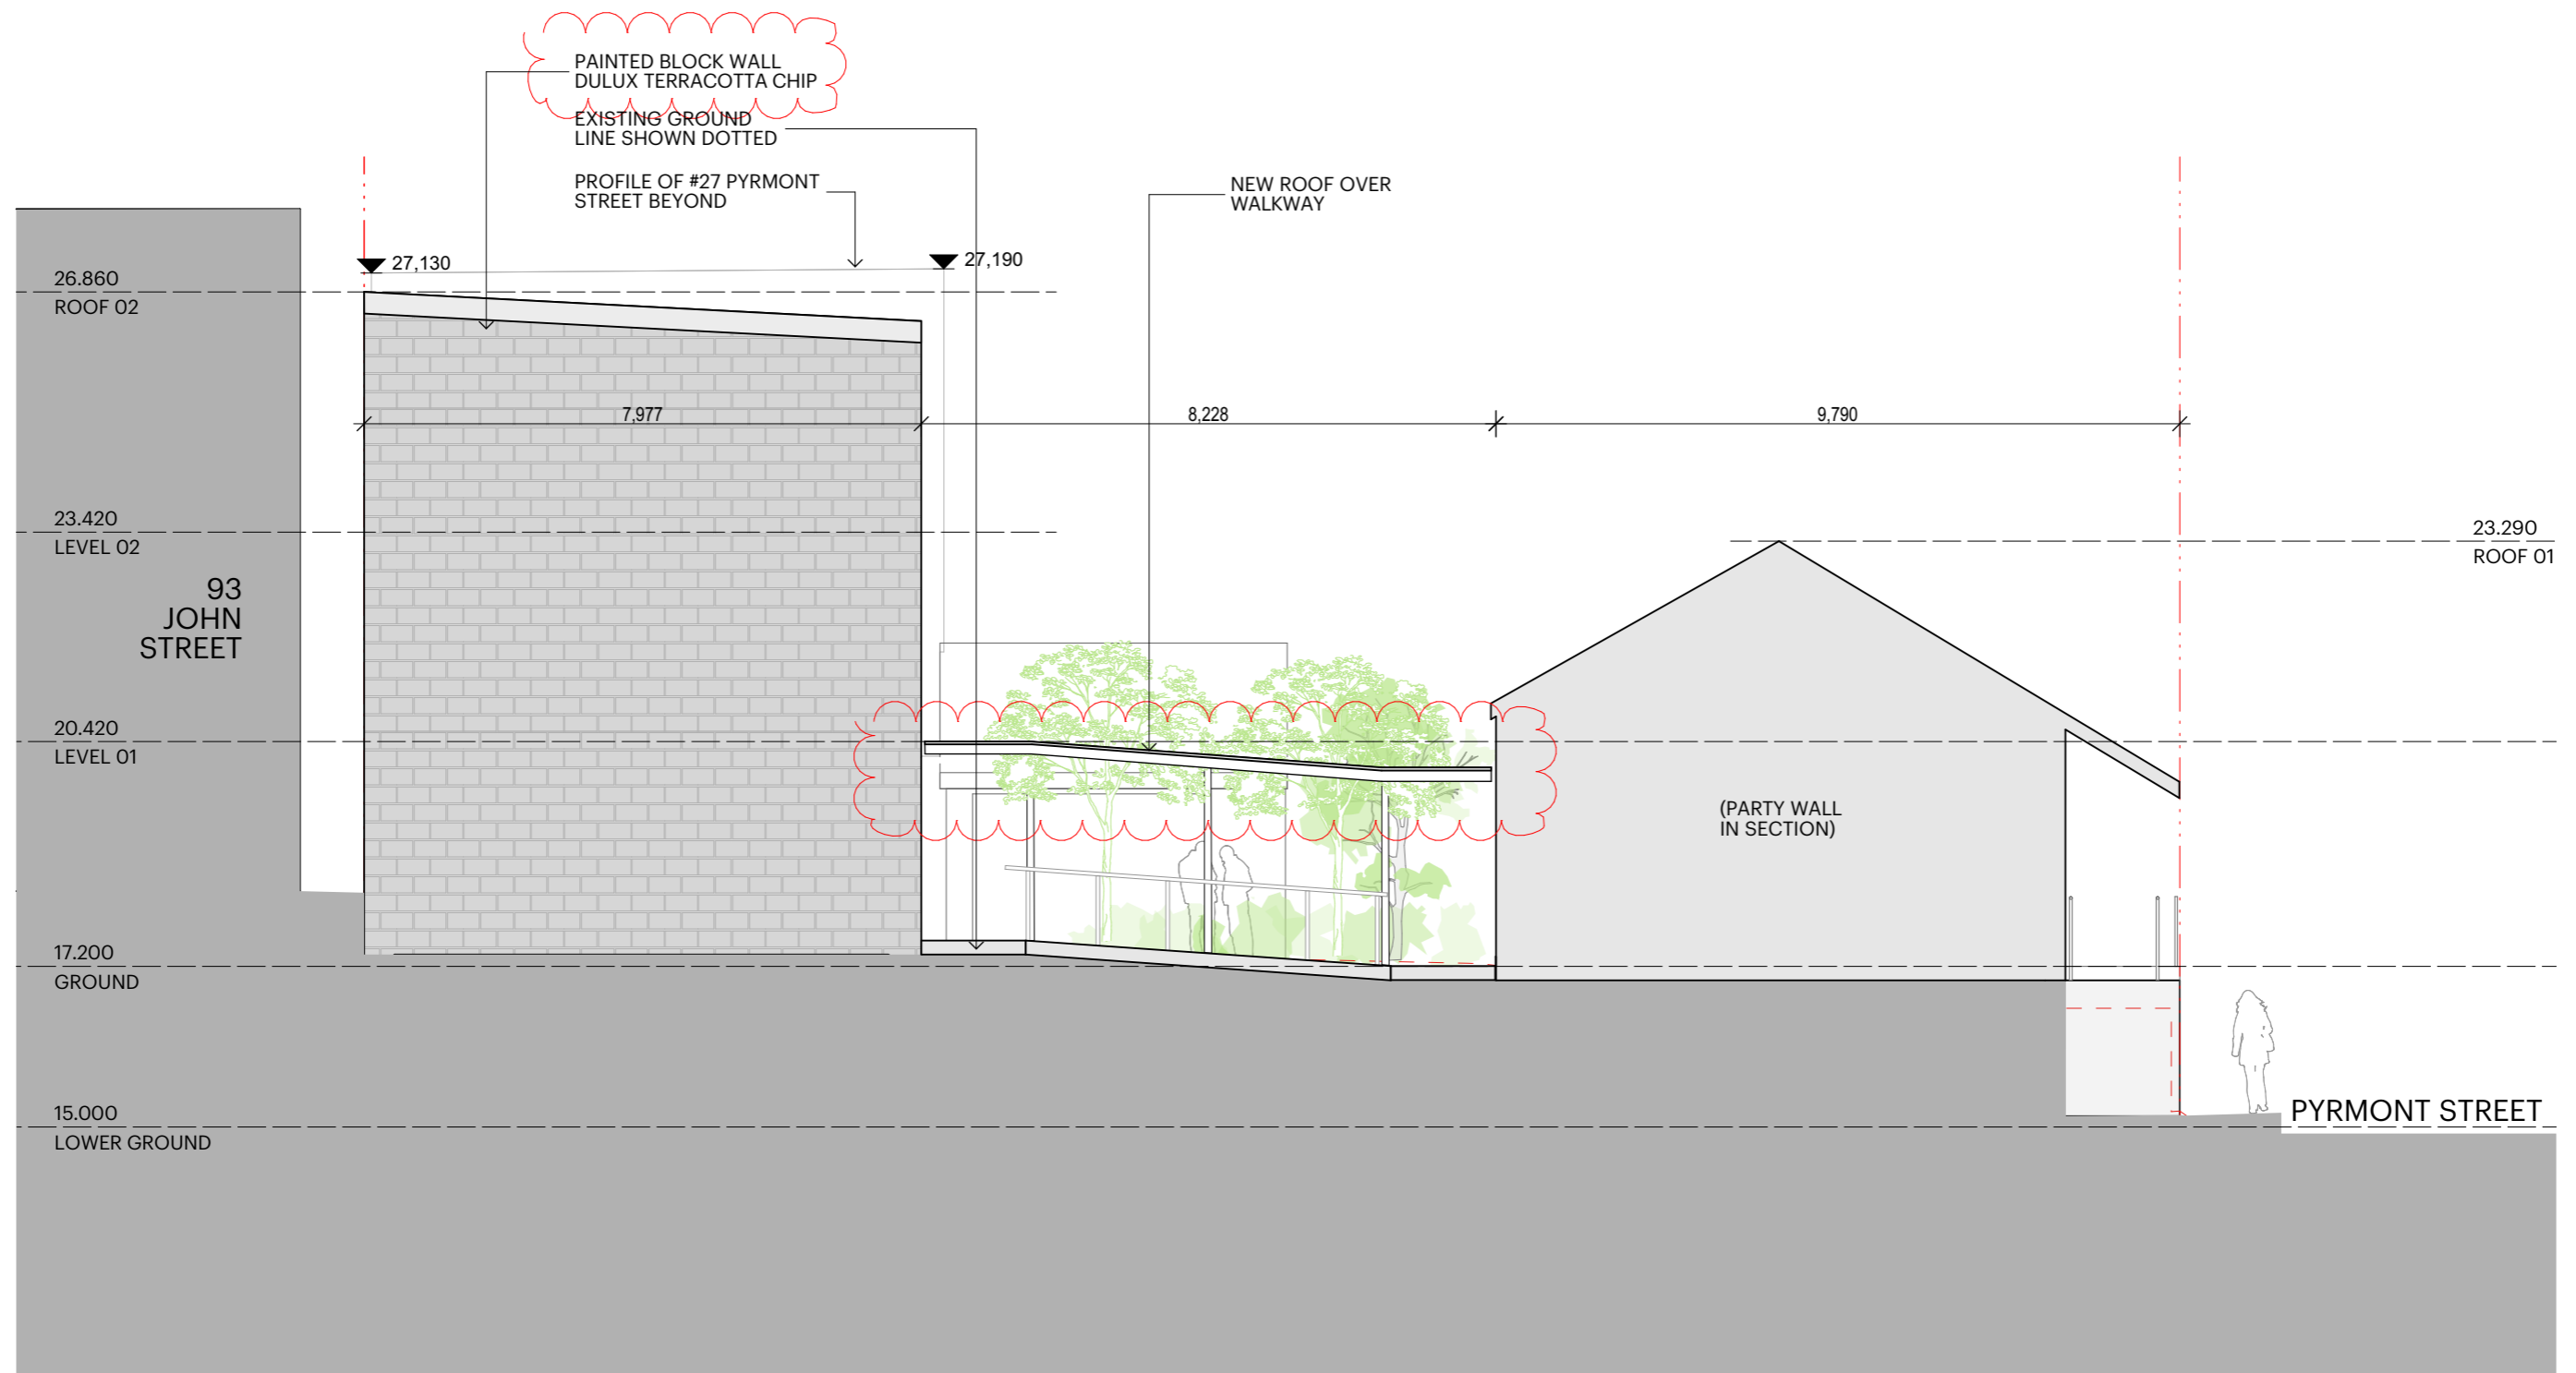 PAINTED BLOCK WALL
DULUX TERRACOTTA CHIP
EXISTING GROUND
LINE SHOWN DOTTED
PROFILE OF #27 PYRMONT
STREET BEYOND
NEW ROOF OVER
WALKWAY
27,130
27,190
26.860
ROOF 02
7,977
8,228
9,790
23.420
LEVEL 02
23.290
ROOF 01
93
JOHN
STREET
20.420
LEVEL 01
(PARTY WALL
IN SECTION)
17.200
GROUND
15.000
LOWER GROUND
PYRMONT STREET